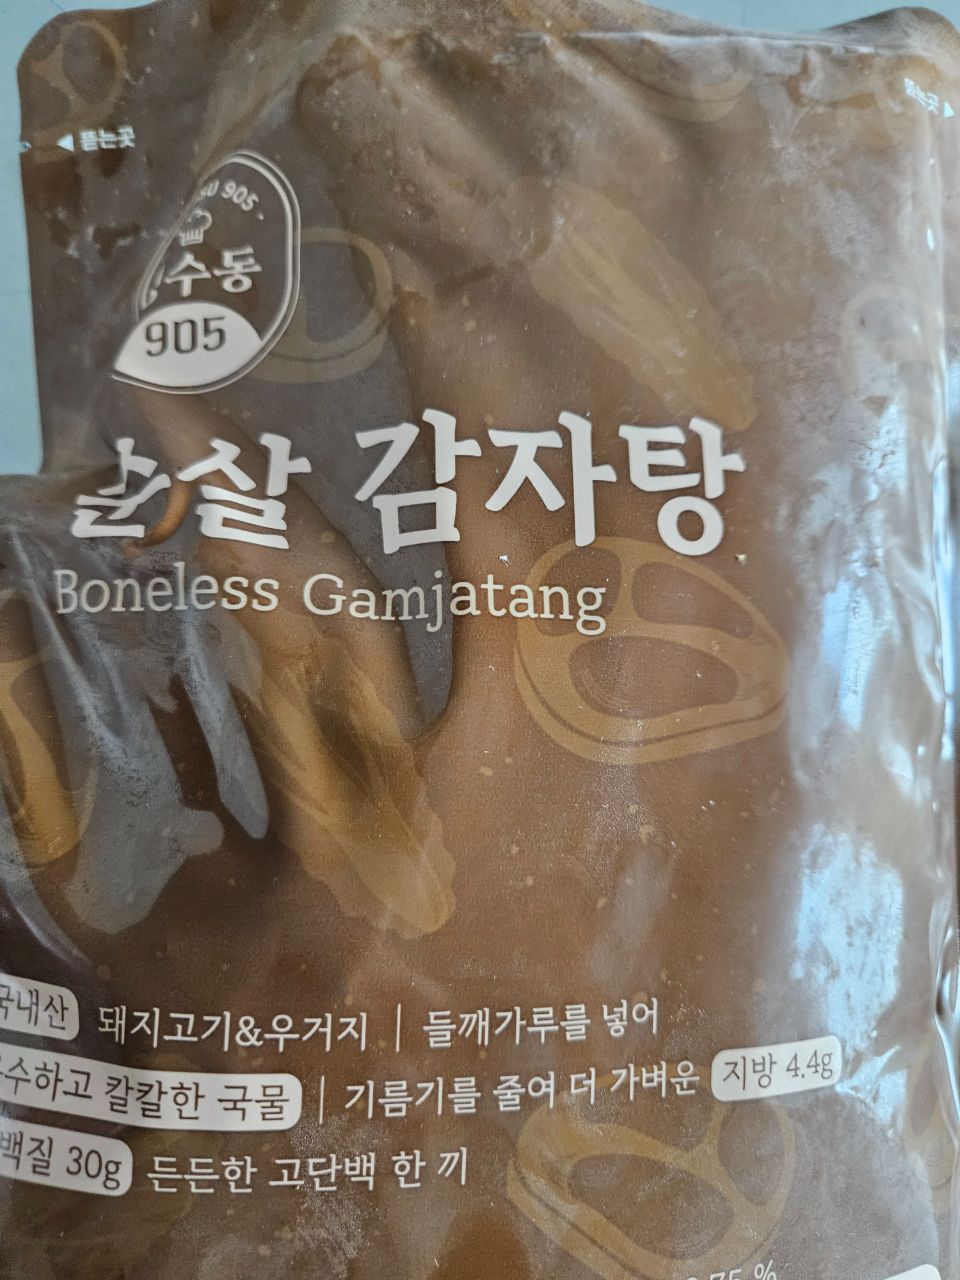 ◀ 뜯는곳
뜯는곳 ▶
905
수동
905
순살 감자탕
Boneless Gamjatang
국내산 돼지고기&우거지 | 들깨가루를 넣어
수하고 칼칼한 국물 | 기름기를 줄여 더 가벼운 지방 4.4g
백질 30g 든든한 고단백 한 끼